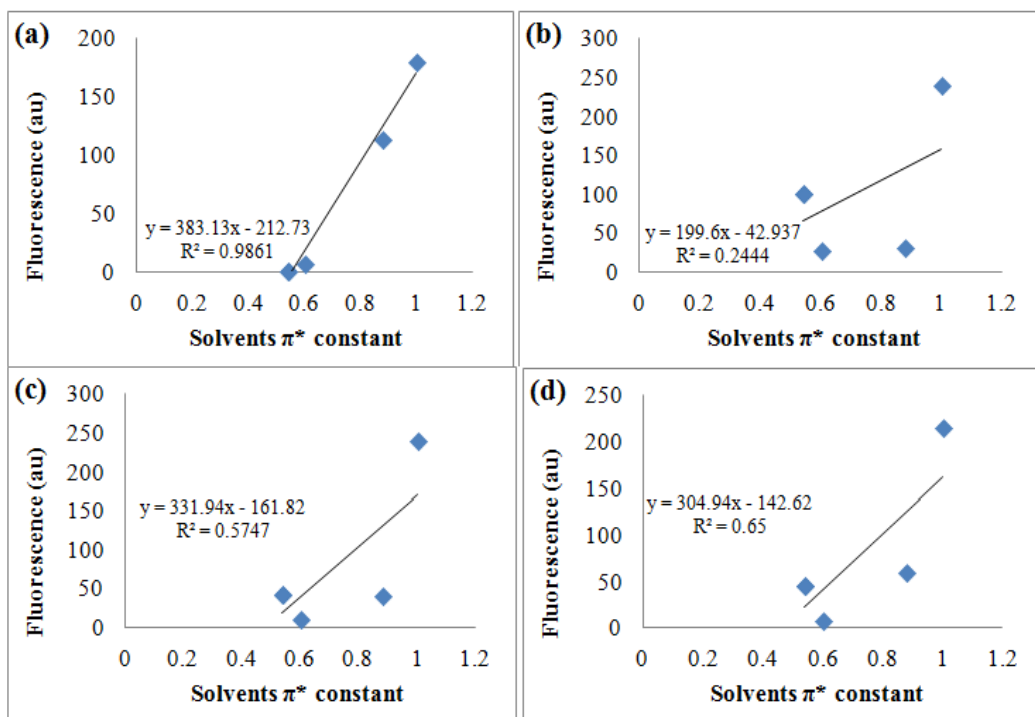 (a)
200
150
100
50
0
Fluorescence (au)
y = 383.13x - 212.73
R² = 0.9861
0 0.2 0.4 0.6 0.8 1 1.2
Solvents π* constant
(b)
300
250
200
150
100
50
0
Fluorescence (au)
y = 199.6x - 42.937
R² = 0.2444
0 0.2 0.4 0.6 0.8 1 1.2
Solvents π* constant
(c)
300
250
200
150
100
50
0
Fluorescence (au)
y = 331.94x - 161.82
R² = 0.5747
0 0.2 0.4 0.6 0.8 1 1.2
Solvents π* constant
(d)
250
200
150
100
50
0
Fluorescence (au)
y = 304.94x - 142.62
R² = 0.65
0 0.2 0.4 0.6 0.8 1 1.2
Solvents π* constant